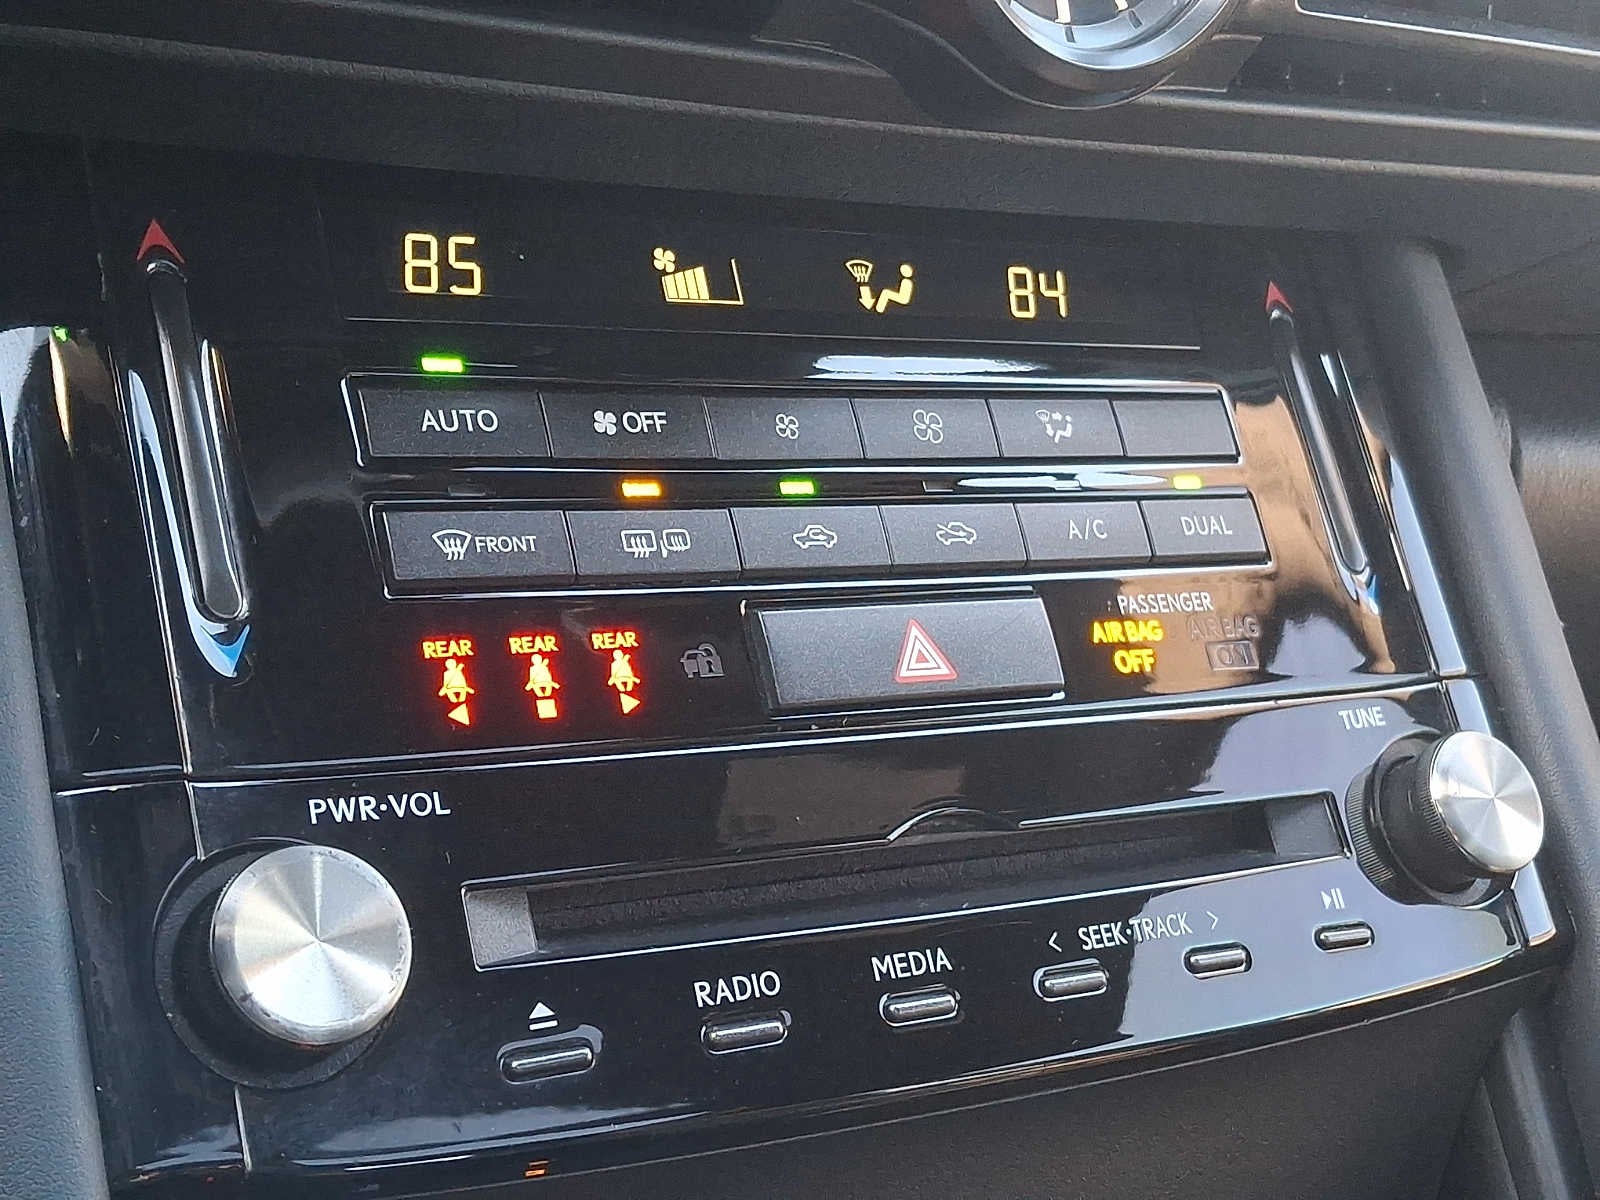 85 84
AUTO OFF
FRONT A/C DUAL
PASSENGER
REAR REAR REAR AIR BAG OFF AIR BAG ON
TUNE
PWR·VOL
< SEEK·TRACK >
RADIO MEDIA